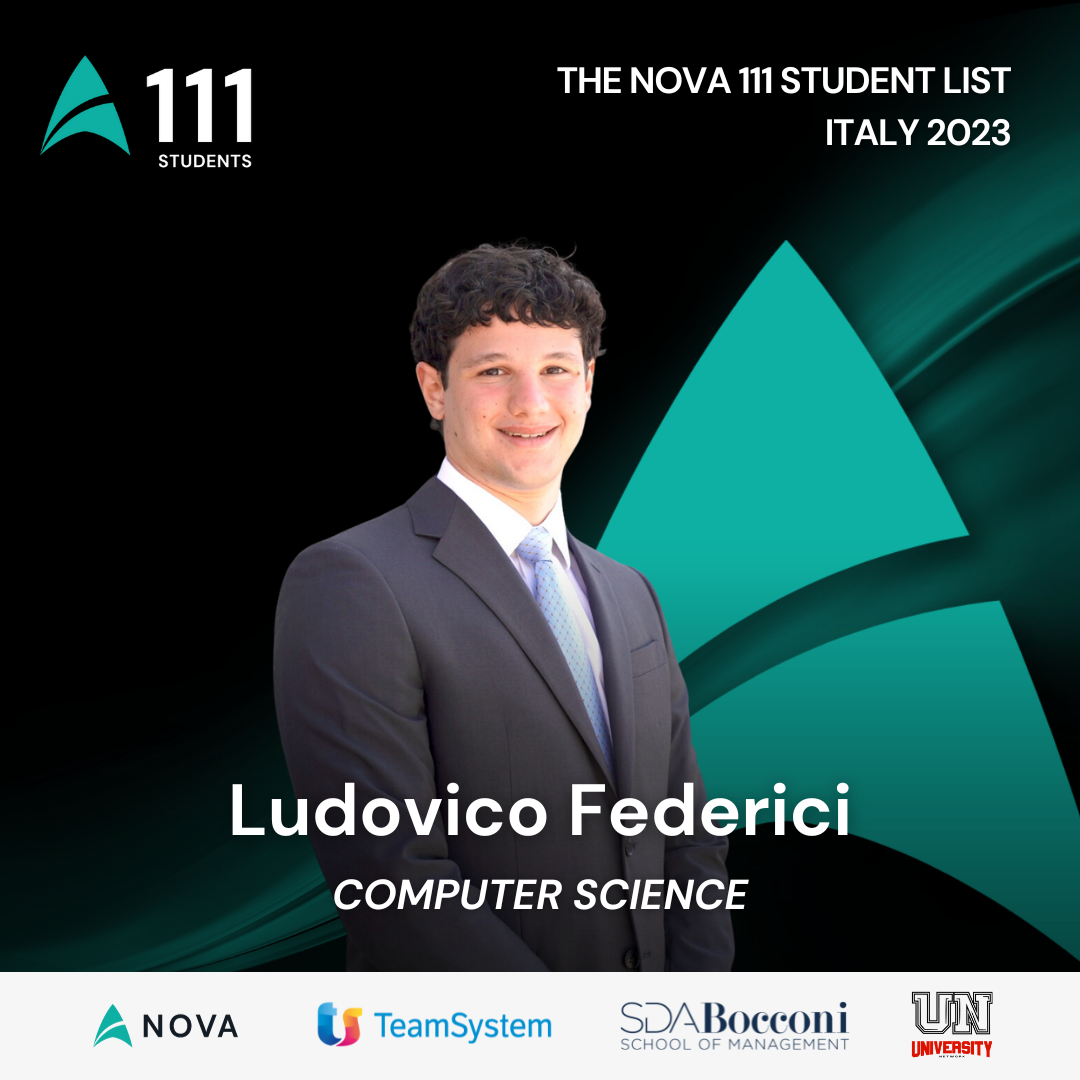 111
STUDENTS
THE NOVA 111 STUDENT LIST
ITALY 2023
Ludovico Federici
COMPUTER SCIENCE
NOVA
TeamSystem
SDABocconi
SCHOOL OF MANAGEMENT
UN
UNIVERSITY
NETWORK